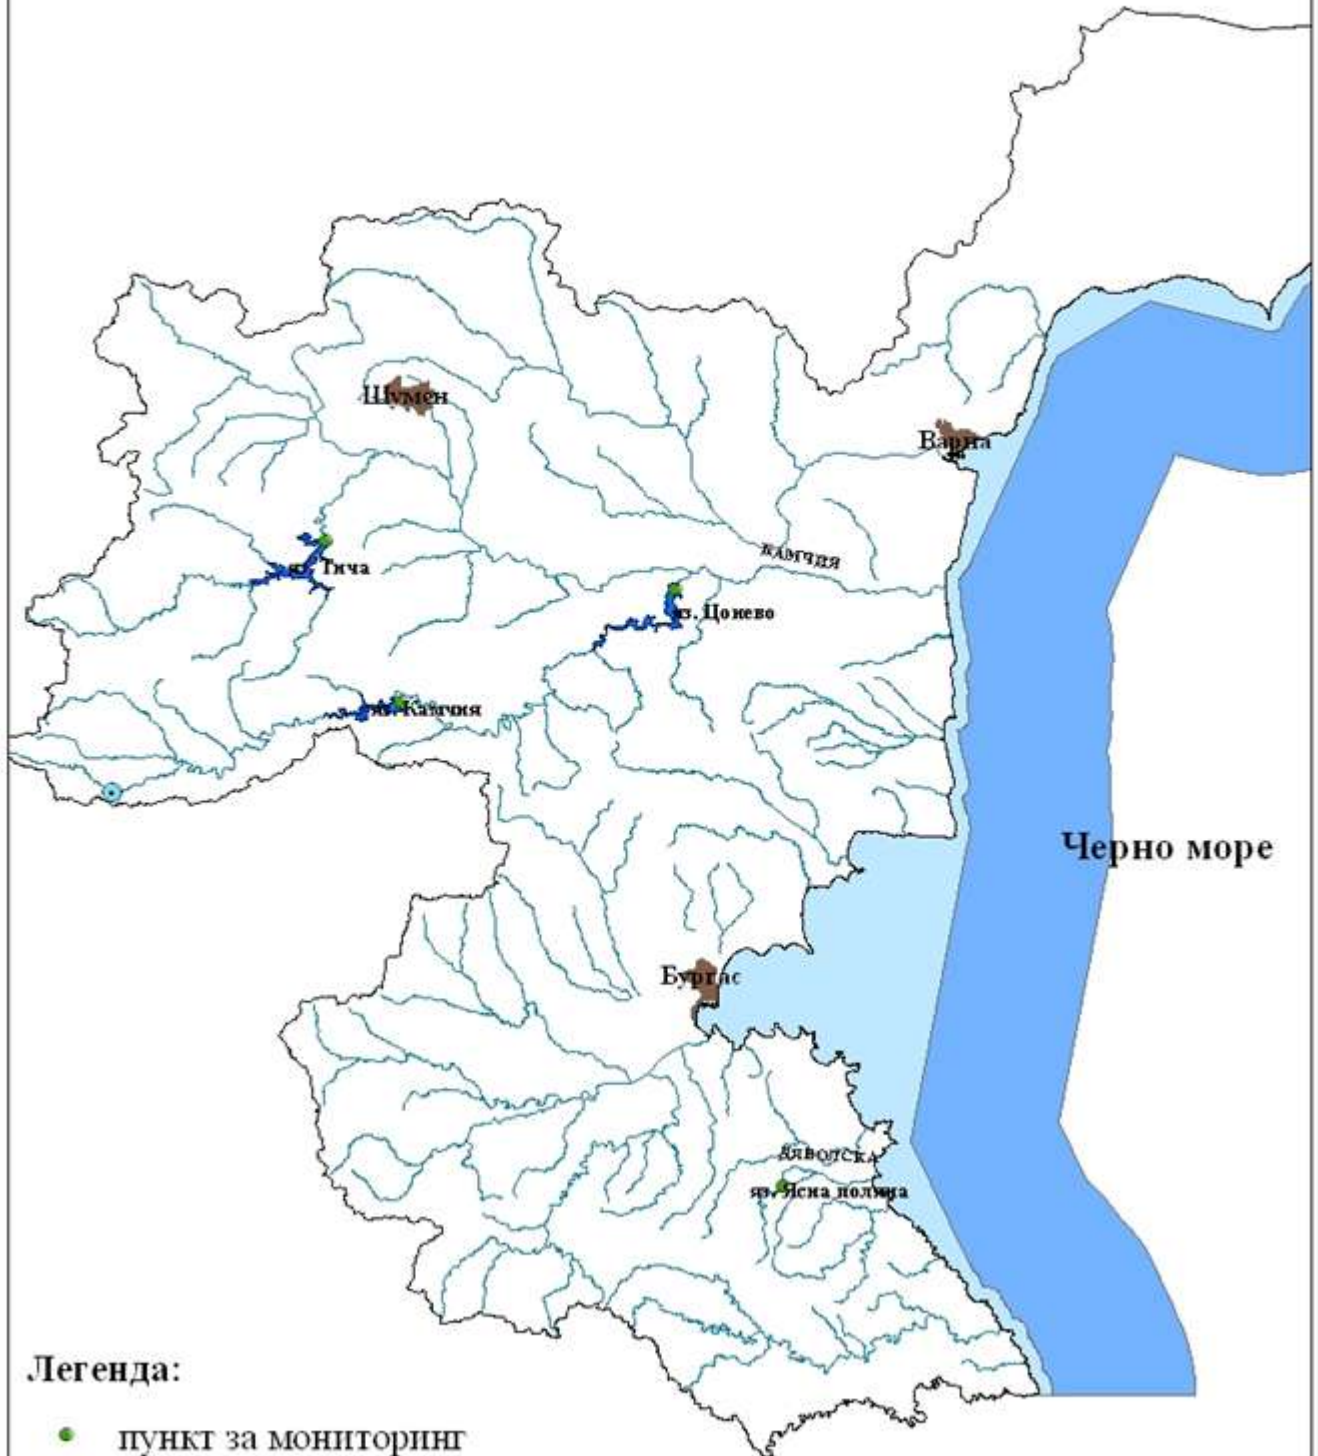 Шумен
Варна
КАМЧИЯ
яз. Тича
яз. Цонево
яз. Камчия
Черно море
Бургас
ДЯВОЛСКА
яз. Ясна поляна
Легенда:
пункт за мониторинг